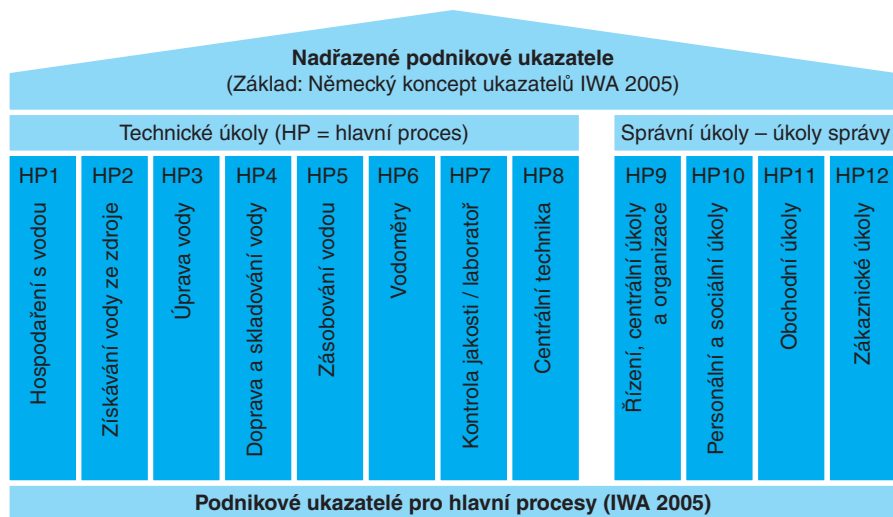 Nadřazené podnikové ukazatele
(Základ: Německý koncept ukazatelů IWA 2005)
Technické úkoly (HP = hlavní proces)
Správní úkoly – úkoly správy
HP1
Hospodaření s vodou
HP2
Získávání vody ze zdroje
HP3
Úprava vody
HP4
Doprava a skladování vody
HP5
Zásobování vodou
HP6
Vodoměry
HP7
Kontrola jakosti / laboratoř
HP8
Centrální technika
HP9
Řízení, centrální úkoly
a organizace
HP10
Personální a sociální úkoly
HP11
Obchodní úkoly
HP12
Zákaznické úkoly
Podnikové ukazatelé pro hlavní procesy (IWA 2005)